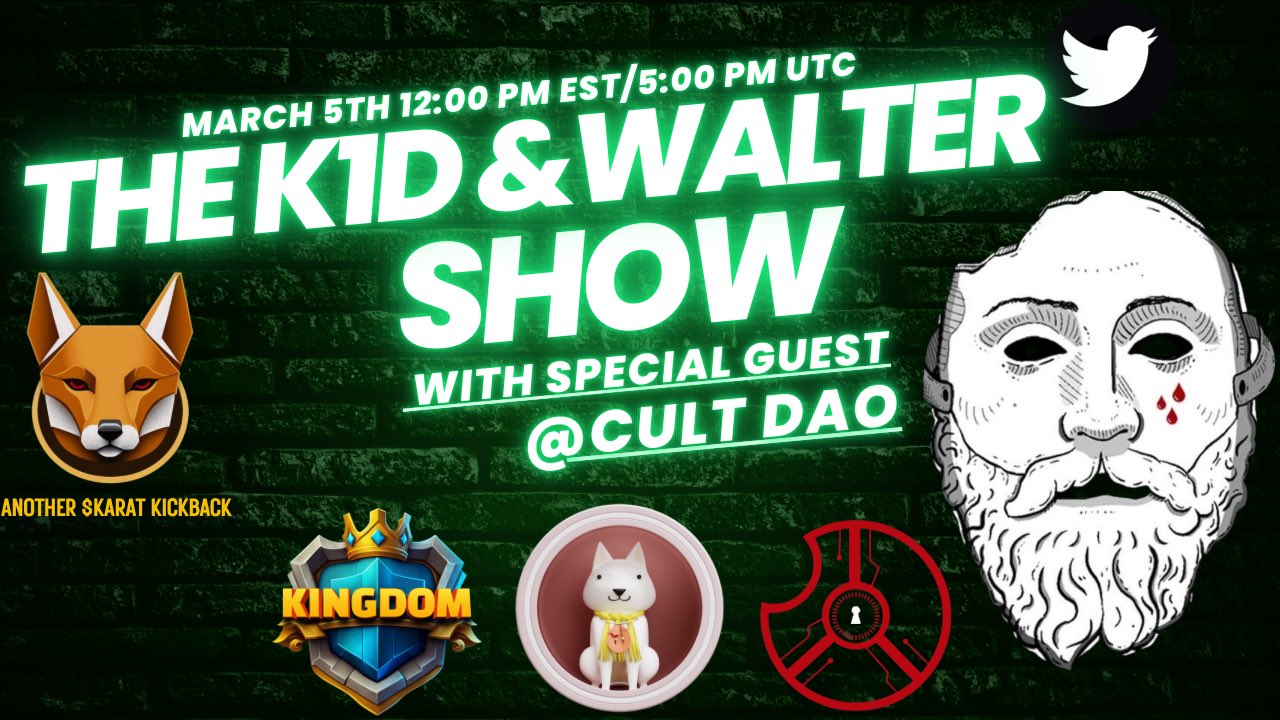 MARCH 5TH 12:00 PM EST/5:00 PM UTC
THE K1D & WALTER
SHOW
WITH SPECIAL GUEST
@CULT DAO
ANOTHER $KARAT KICKBACK
KINGDOM